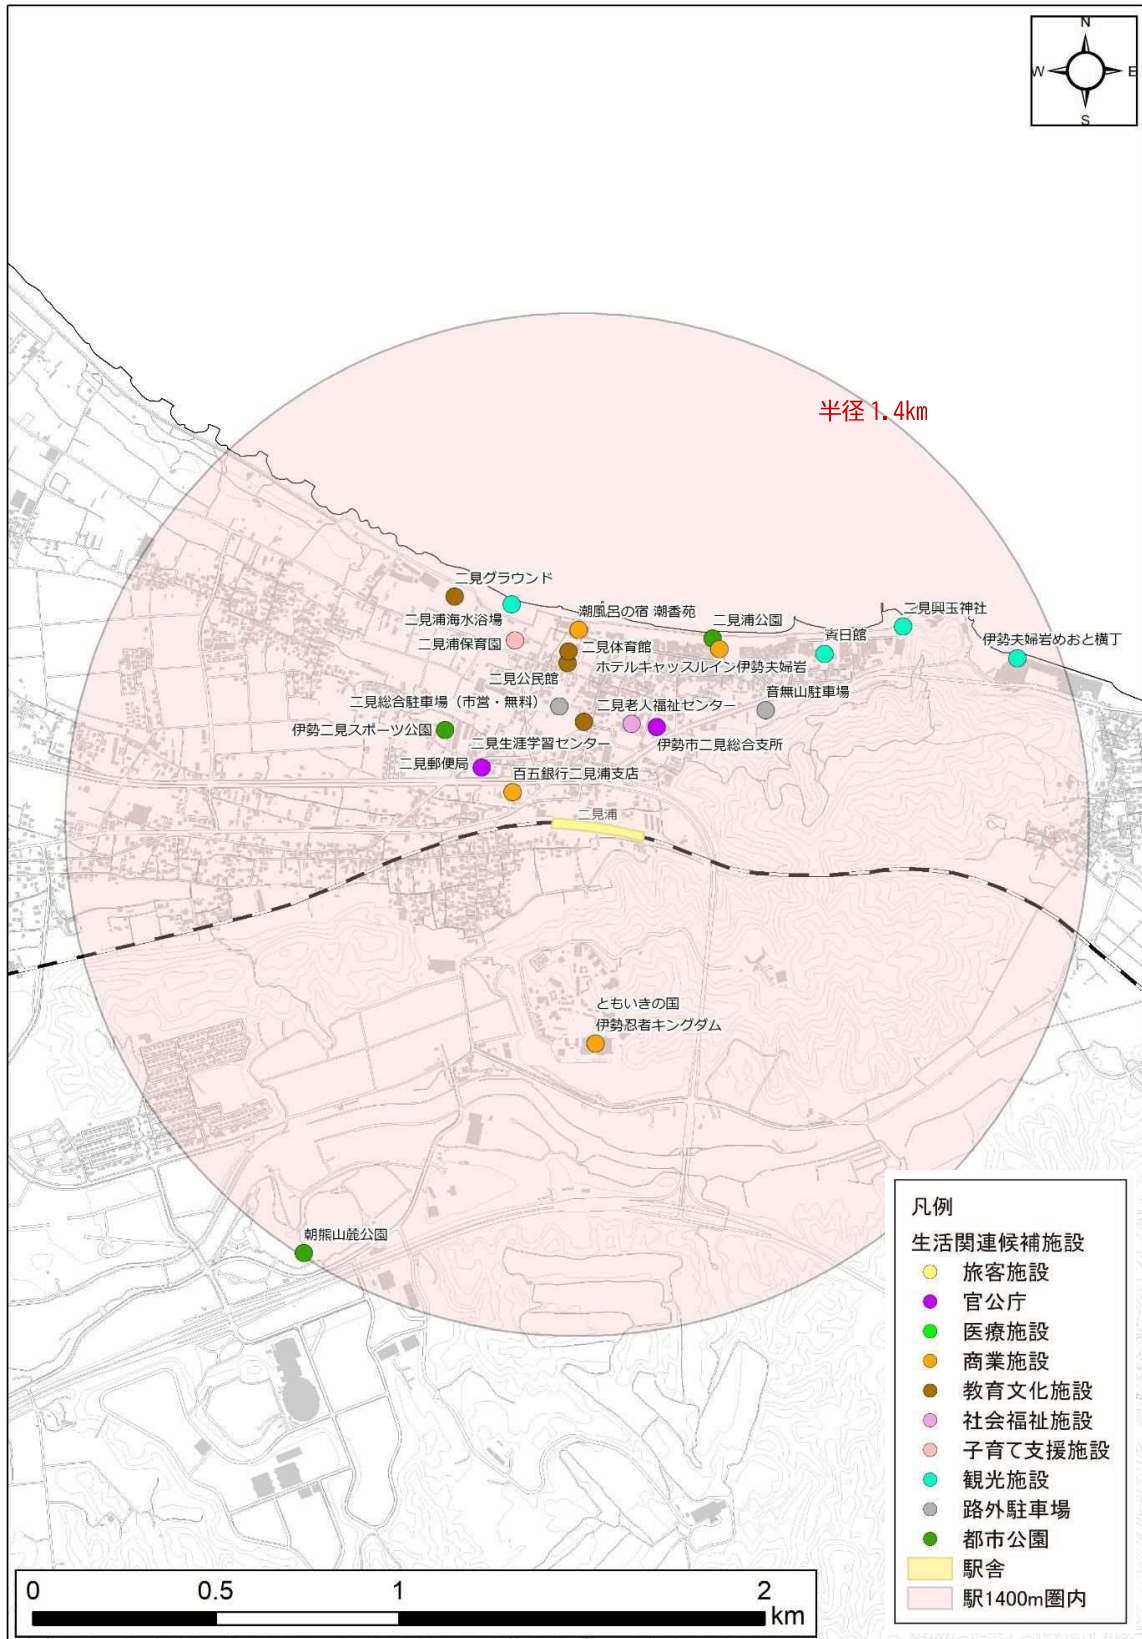 N
W
E
S
半径1.4km
二見グラウンド
二見浦海水浴場
潮風呂の宿 潮香苑
二見浦公園
二見興玉神社
二見浦保育園
二見体育館
賓日館
伊勢夫婦岩めおと横丁
二見公民館
ホテルキャッスルイン伊勢夫婦岩
二見総合駐車場（市営・無料）
二見老人福祉センター
音無山駐車場
伊勢二見スポーツ公園
二見生涯学習センター
伊勢市二見総合支所
二見郵便局
百五銀行二見浦支店
二見浦
ともいきの国
伊勢忍者キングダム
朝熊山麓公園
凡例
生活関連候補施設
旅客施設
官公庁
医療施設
商業施設
教育文化施設
社会福祉施設
子育て支援施設
観光施設
路外駐車場
都市公園
駅舎
駅1400m圏内
0 0.5 1 2
km